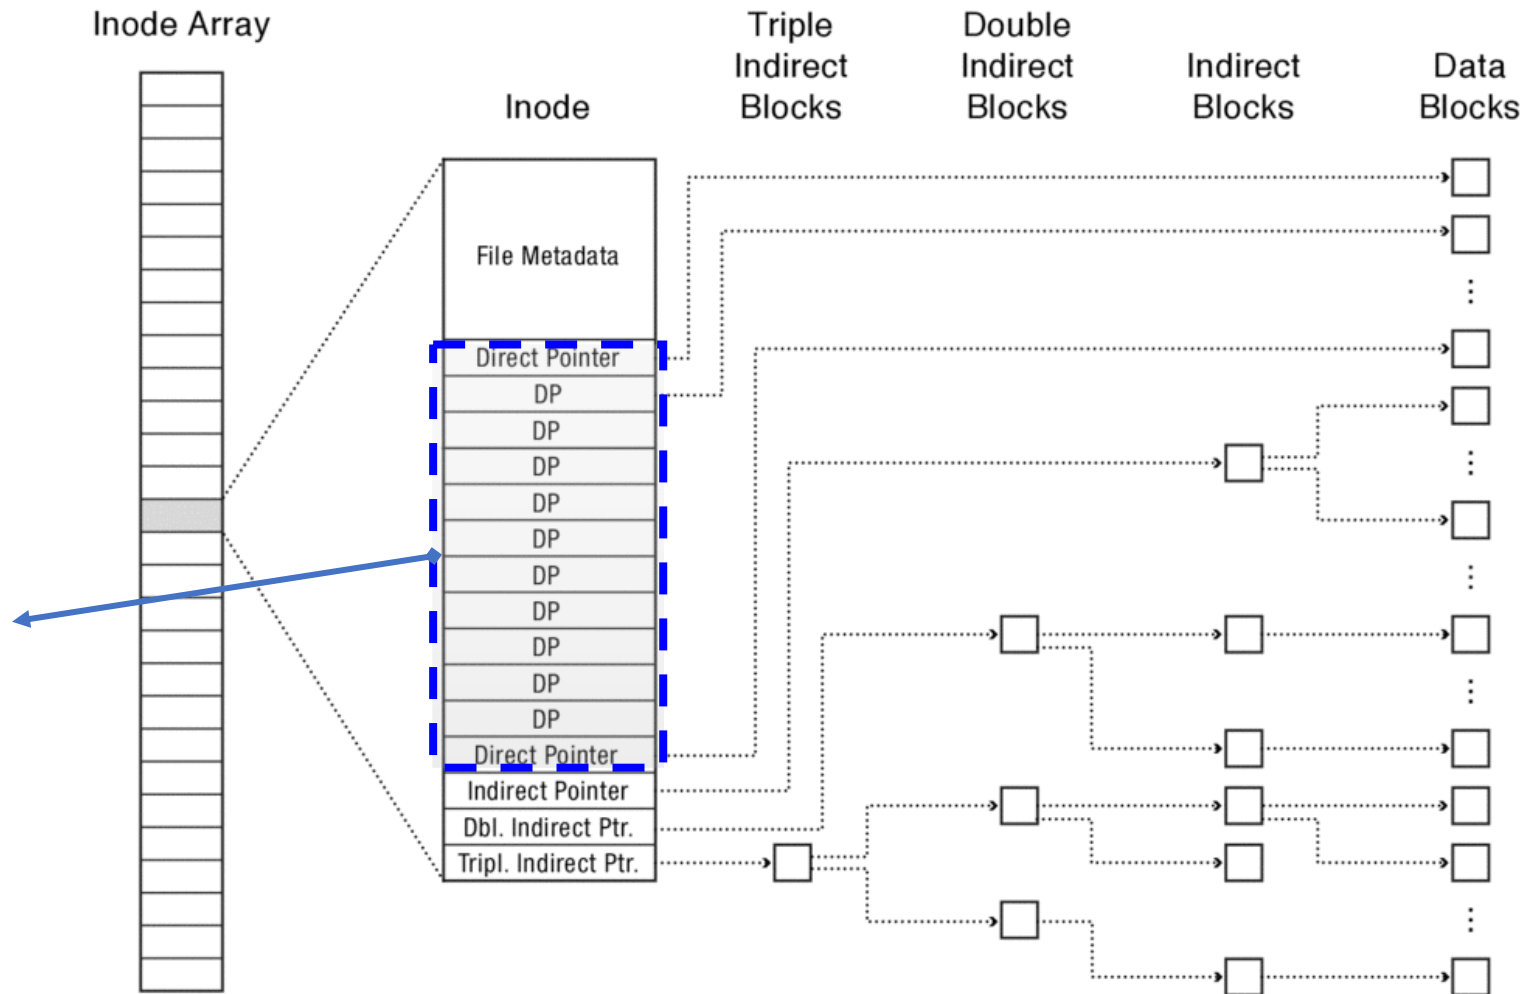 Inode Array
Inode
Triple
Indirect
Blocks
Double
Indirect
Blocks
Indirect
Blocks
Data
Blocks
File Metadata
Direct Pointer
DP
DP
DP
DP
DP
DP
DP
DP
DP
DP
Direct Pointer
Indirect Pointer
Dbl. Indirect Ptr.
Tripl. Indirect Ptr.